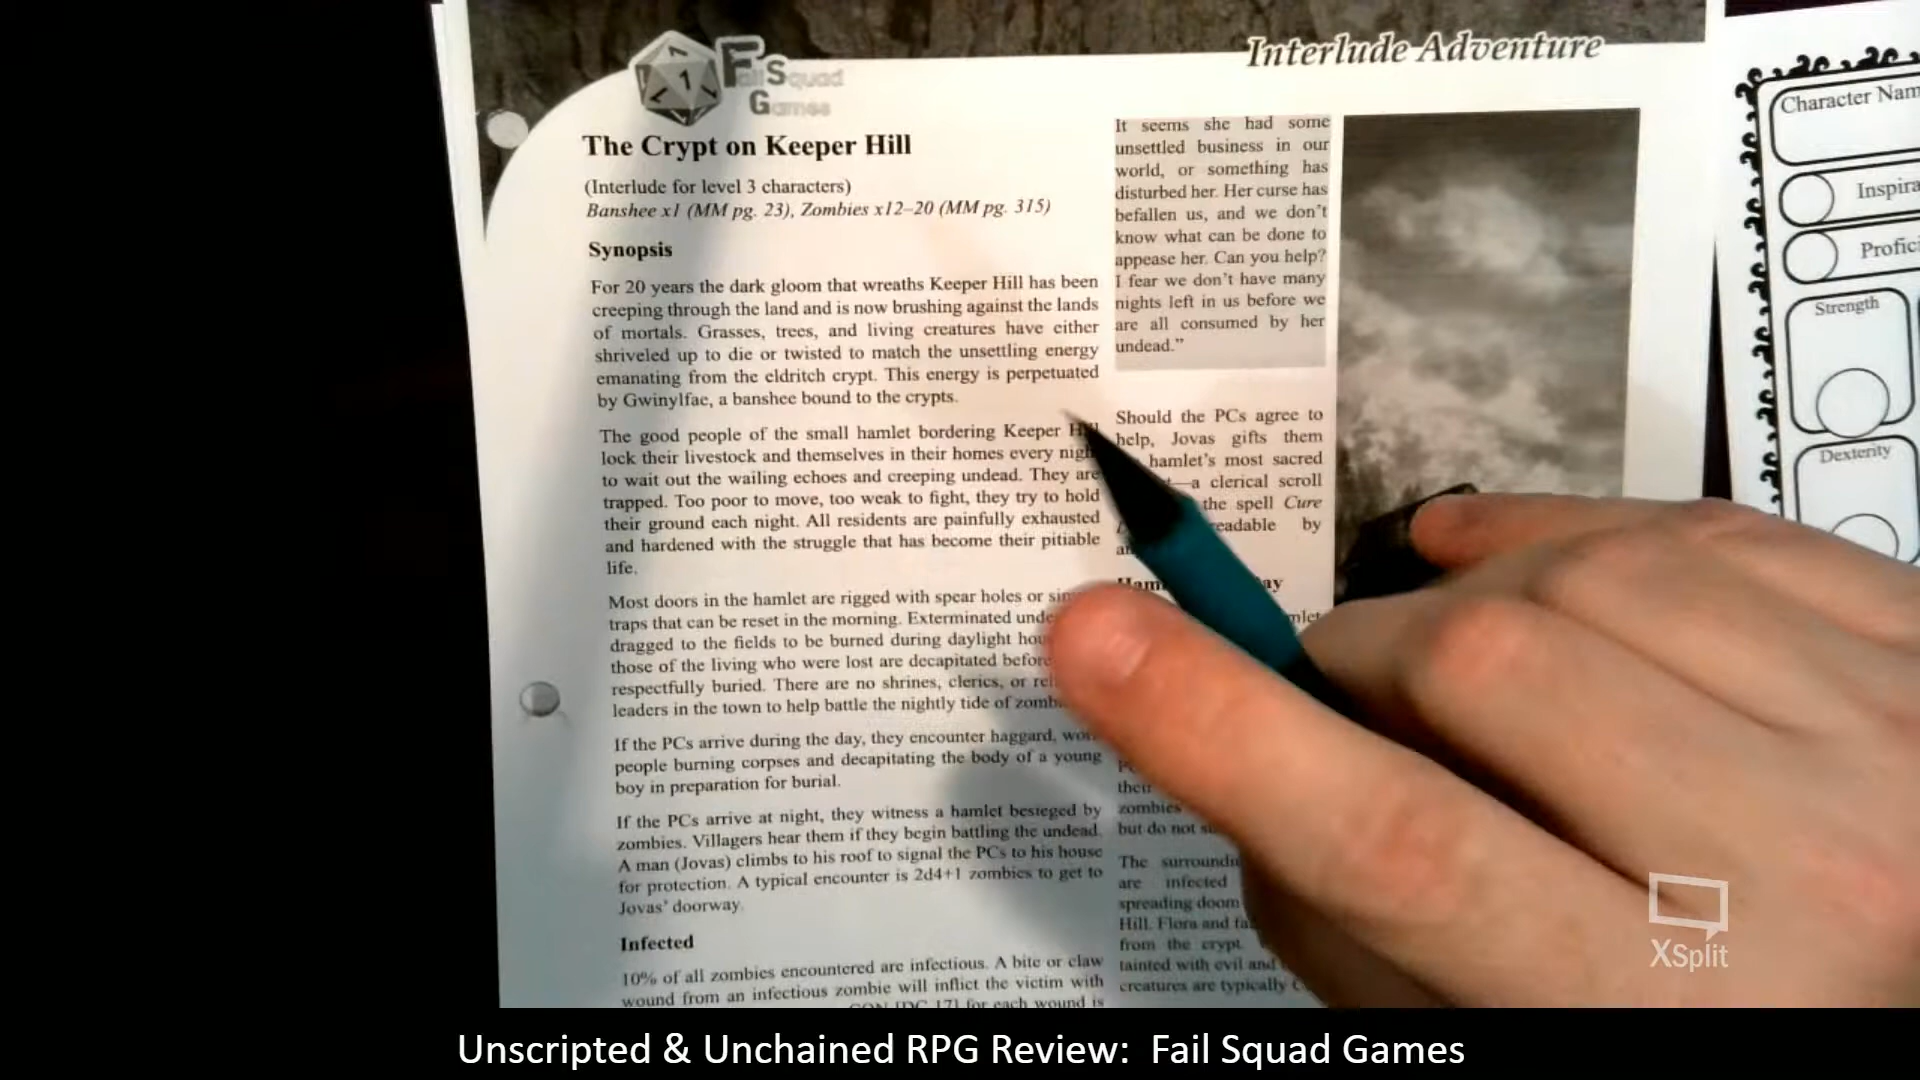 Fail Squad
Games
Interlude Adventure
The Crypt on Keeper Hill
(Interlude for level 3 characters)
Banshee x1 (MM pg. 23), Zombies x12–20 (MM pg. 315)
Synopsis
For 20 years the dark gloom that wreaths Keeper Hill has been
creeping through the land and is now brushing against the lands
of mortals. Grasses, trees, and living creatures have either
shriveled up to die or twisted to match the unsettling energy
emanating from the eldritch crypt. This energy is perpetuated
by Gwinylfae, a banshee bound to the crypts.
The good people of the small hamlet bordering Keeper
lock their livestock and themselves in their homes every
to wait out the wailing echoes and creeping undead. They are
trapped. Too poor to move, too weak to fight, they try to hold
their ground each night. All residents are painfully exhausted
and hardened with the struggle that has become their pitiable
life.
Most doors in the hamlet are rigged with spear holes or
traps that can be reset in the morning. Exterminated
dragged to the fields to be burned during daylight
those of the living who were lost are decapitated before
respectfully buried. There are no shrines, clerics, or
leaders in the town to help battle the nightly tide of
If the PCs arrive during the day, they encounter haggard,
people burning corpses and decapitating the body of a young
boy in preparation for burial.
If the PCs arrive at night, they witness a hamlet besieged by
zombies. Villagers hear them if they begin battling the undead.
A man (Jovas) climbs to his roof to signal the PCs to his house
for protection. A typical encounter is 2d4+1 zombies to get to
Jovas' doorway.
Infected
10% of all zombies encountered are infectious. A bite or claw
wound from an infectious zombie will inflict the victim with
CON [DC 17] for each wound is
It seems she had some
unsettled business in our
world, or something has
disturbed her. Her curse has
befallen us, and we don't
know what can be done to
appease her. Can you help?
I fear we don't have many
nights left in us before we
are all consumed by her
undead."
Should the PCs agree to
help, Jovas gifts them
hamlet's most sacred
—a clerical scroll
the spell Cure
readable by
their
zombies
but do not
The
are infected
spreading doom
Hill. Flora and
from the crypt.
tainted with evil and
creatures are typically
Character
Strength
Dexterity
XSplit
Unscripted & Unchained RPG Review: Fail Squad Games